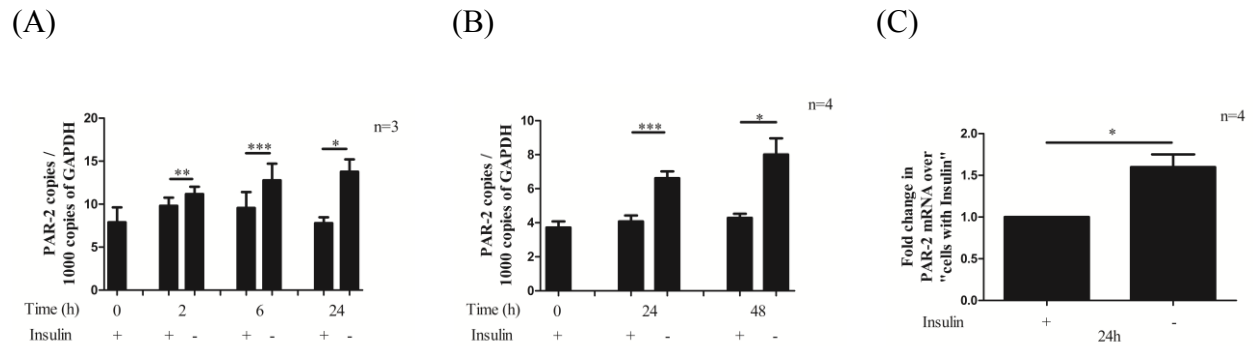 (A)
n=3
PAR-2 copies /
1000 copies of GAPDH
20
15
10
5
0
** *** *
Time (h) 0 2 6 24
Insulin + + - + - + -
(B)
n=4
PAR-2 copies /
1000 copies of GAPDH
10
8
6
4
2
0
*** *
Time (h) 0 24 48
Insulin + + - + -
(C)
n=4
Fold change in
PAR-2 mRNA over
"cells with Insulin"
2.0
1.5
1.0
0.5
0.0
*
Insulin + -
24h